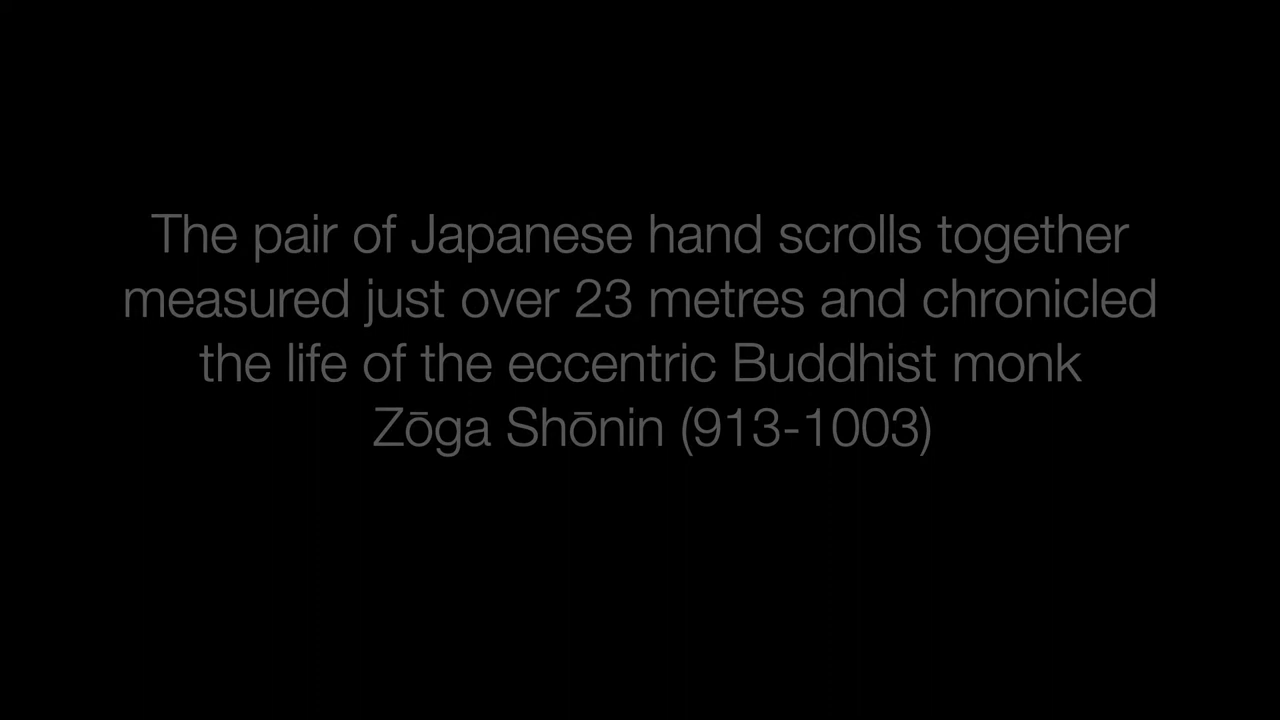 The pair of Japanese hand scrolls together
measured just over 23 metres and chronicled
the life of the eccentric Buddhist monk
Zōga Shōnin (913-1003)